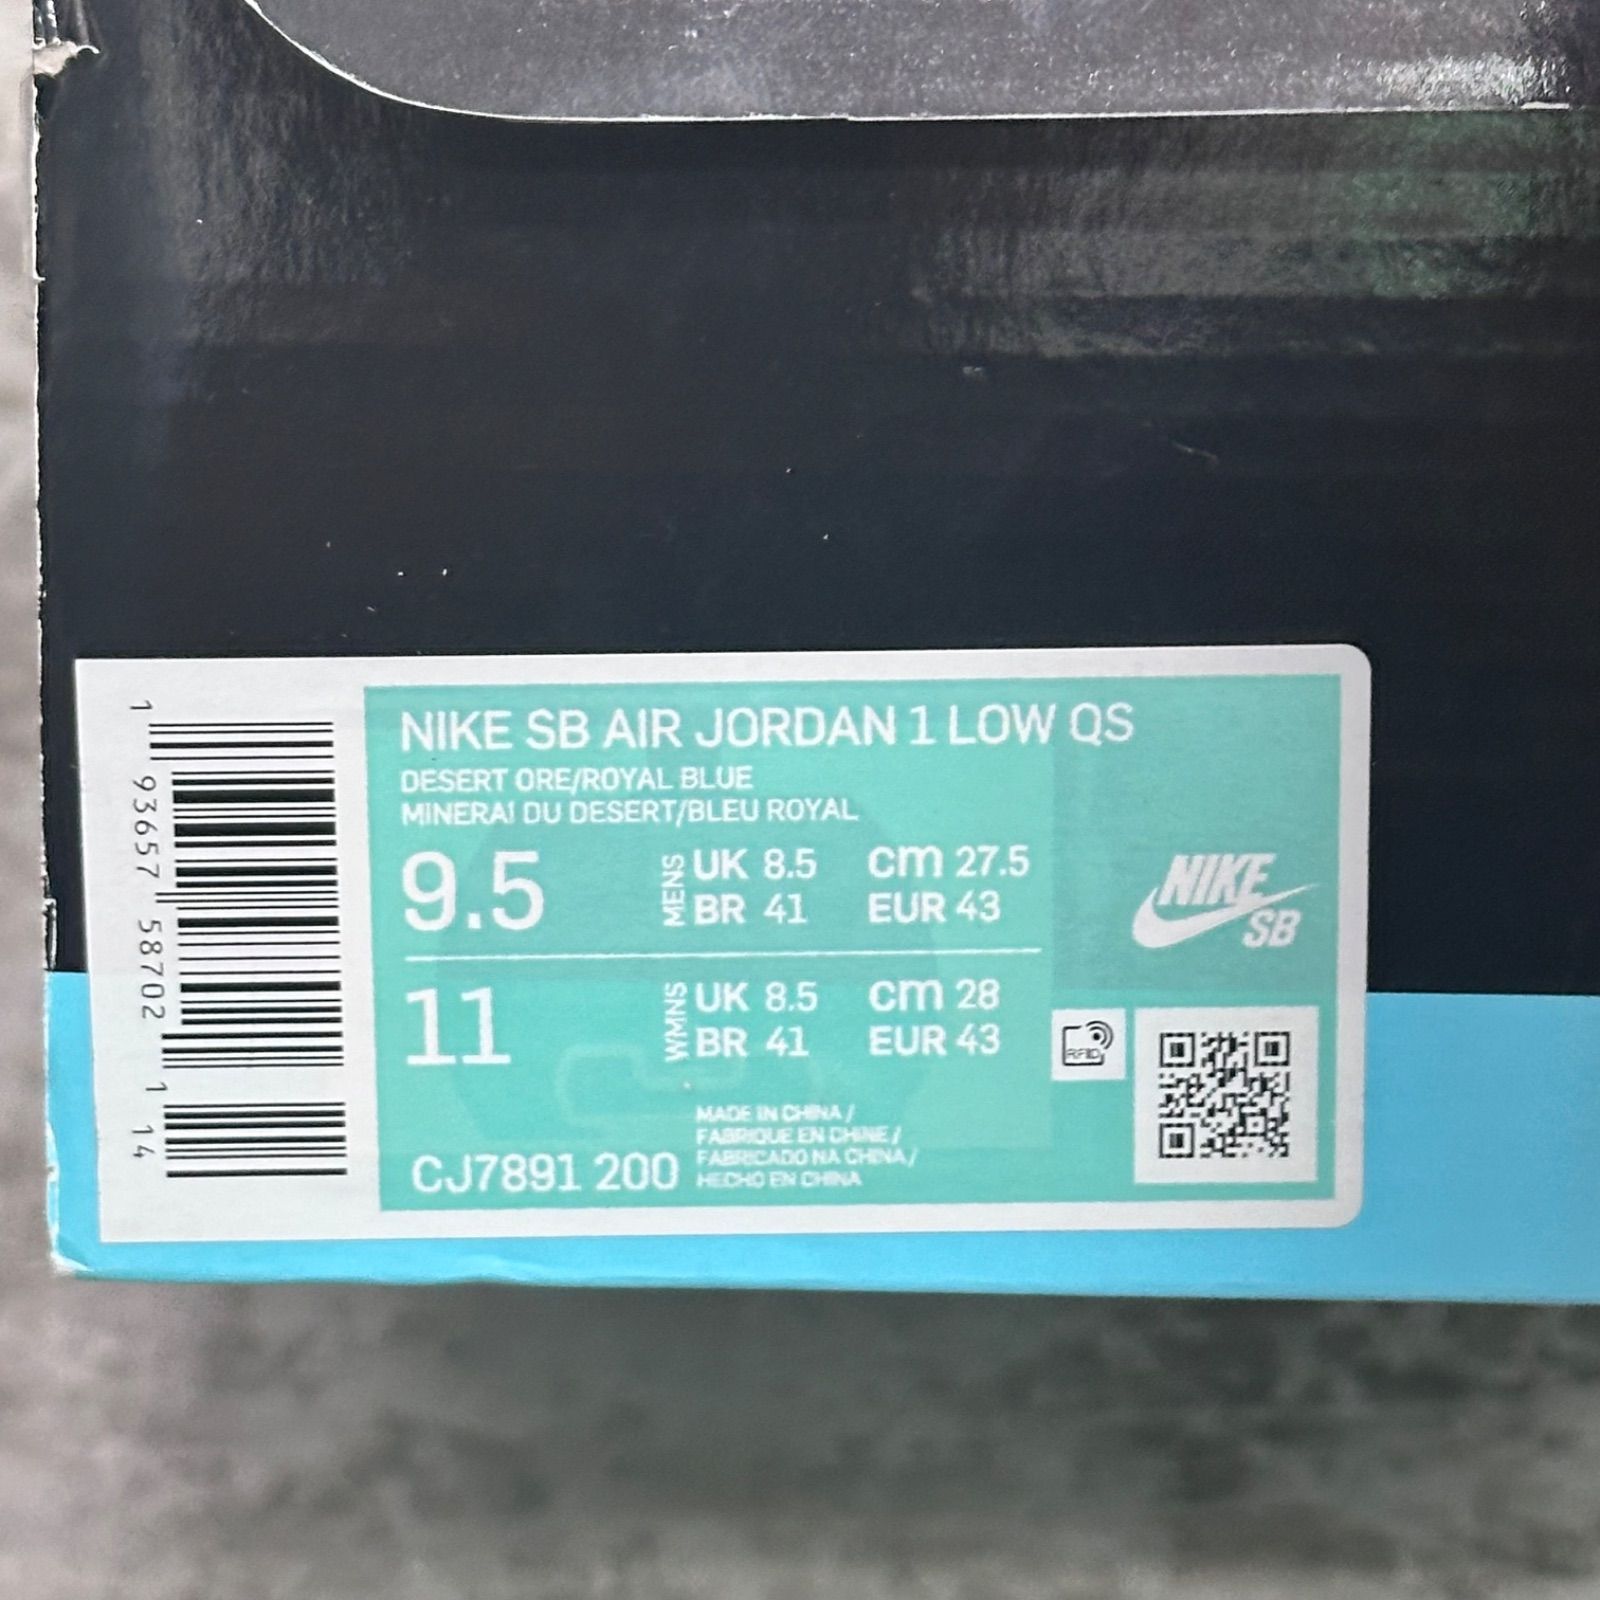 NIKE SB AIR JORDAN 1 LOW QS
DESERT ORE/ROYAL BLUE
MINERAI DU DESERT/BLEU ROYAL
9.5 MENS UK 8.5 cm 27.5
BR 41 EUR 43
11 WMNS UK 8.5 cm 28
BR 41 EUR 43
CJ7891 200
MADE IN CHINA /
FABRIQUE EN CHINE /
FABRICADO NA CHINA /
HECHO EN CHINA
NIKE
SB
RFID
1 93657 58702 1 14